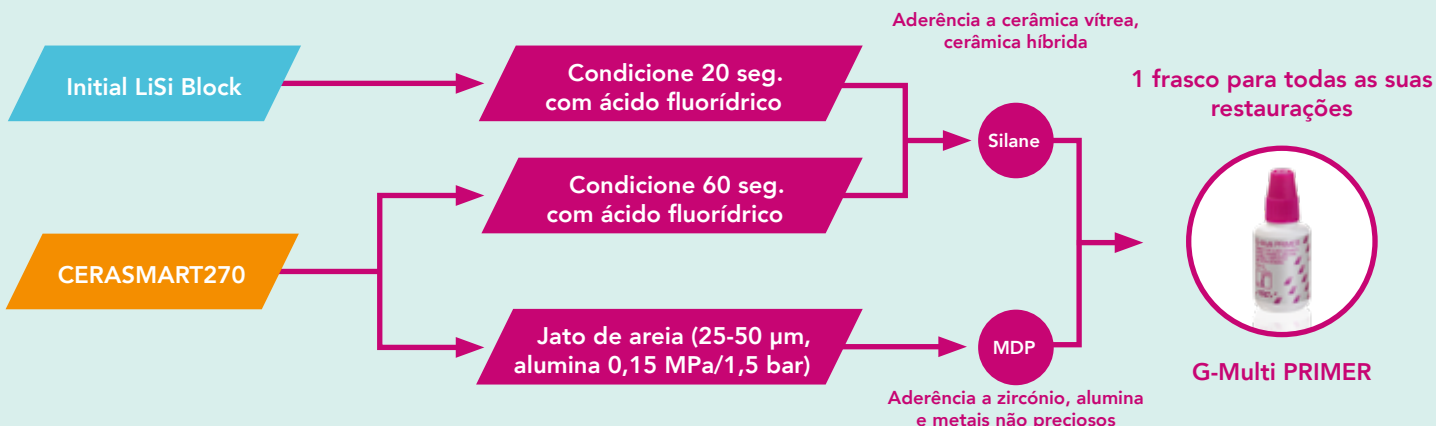 Aderência a cerâmica vítrea,
cerâmica híbrida
Initial LiSi Block
Condicione 20 seg.
com ácido fluorídrico
Silane
1 frasco para todas as suas
restaurações
Condicione 60 seg.
com ácido fluorídrico
CERASMART270
Jato de areia (25-50 µm,
alumina 0,15 MPa/1,5 bar)
MDP
Aderência a zircónio, alumina
e metais não preciosos
G-Multi PRIMER